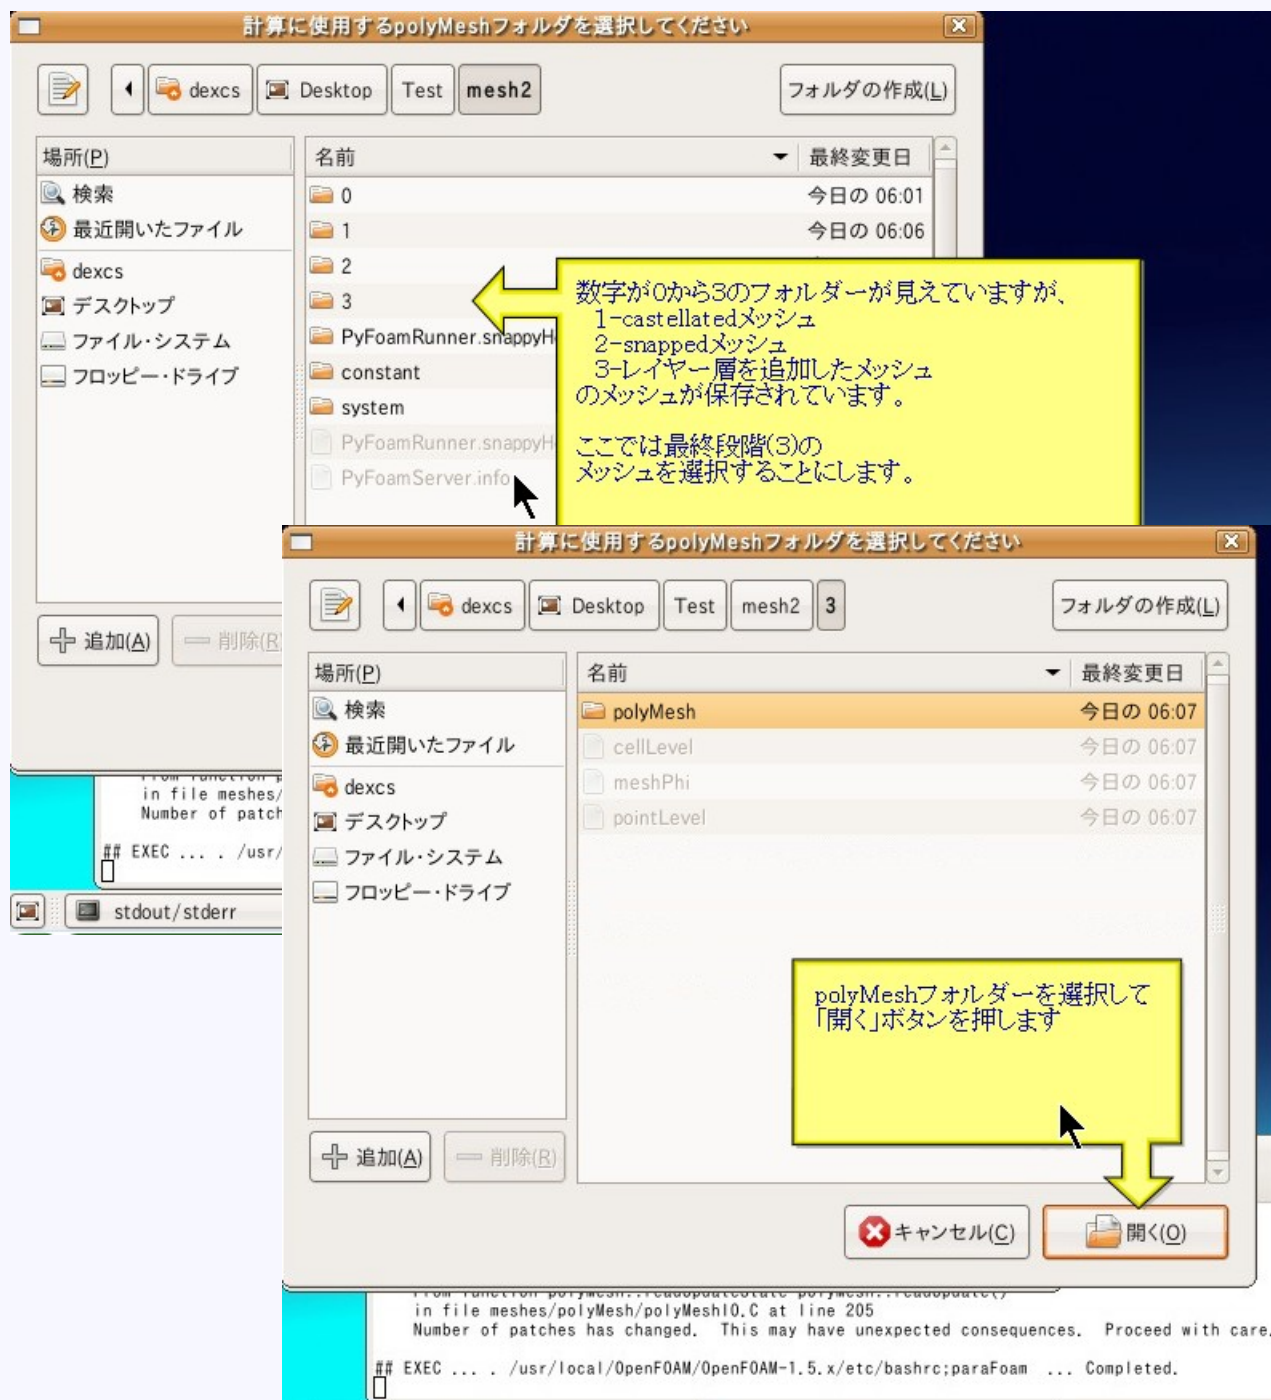 計算に使用するpolyMeshフォルダを選択してください
dexcs Desktop Test mesh2 フォルダの作成(L)
場所(P) 名前 最終変更日
検索
最近開いたファイル
dexcs
デスクトップ
ファイル・システム
フロッピー・ドライブ
0 今日の 06:01
1 今日の 06:06
2
3
PyFoamRunner.snappyH
constant
system
PyFoamRunner.snappyH
PyFoamServer.info
数字が0から3のフォルダーが見えていますが、
1-castellatedメッシュ
2-snappedメッシュ
3-レイヤー層を追加したメッシュ
のメッシュが保存されています。
ここでは最終段階(3)の
メッシュを選択することにします。
追加(A) 削除(R
in file meshes/
Number of patch
## EXEC ... . /usr/
stdout/stderr
計算に使用するpolyMeshフォルダを選択してください
dexcs Desktop Test mesh2 3 フォルダの作成(L)
場所(P) 名前 最終変更日
検索
最近開いたファイル
dexcs
デスクトップ
ファイル・システム
フロッピー・ドライブ
polyMesh 今日の 06:07
cellLevel 今日の 06:07
meshPhi 今日の 06:07
pointLevel 今日の 06:07
polyMeshフォルダーを選択して
「開く」ボタンを押します
追加(A) 削除(R)
キャンセル(C) 開く(O)
in file meshes/polyMesh/polyMeshIO.C at line 205
Number of patches has changed. This may have unexpected consequences. Proceed with care.
## EXEC ... . /usr/local/OpenFOAM/OpenFOAM-1.5.x/etc/bashrc;paraFoam ... Completed.